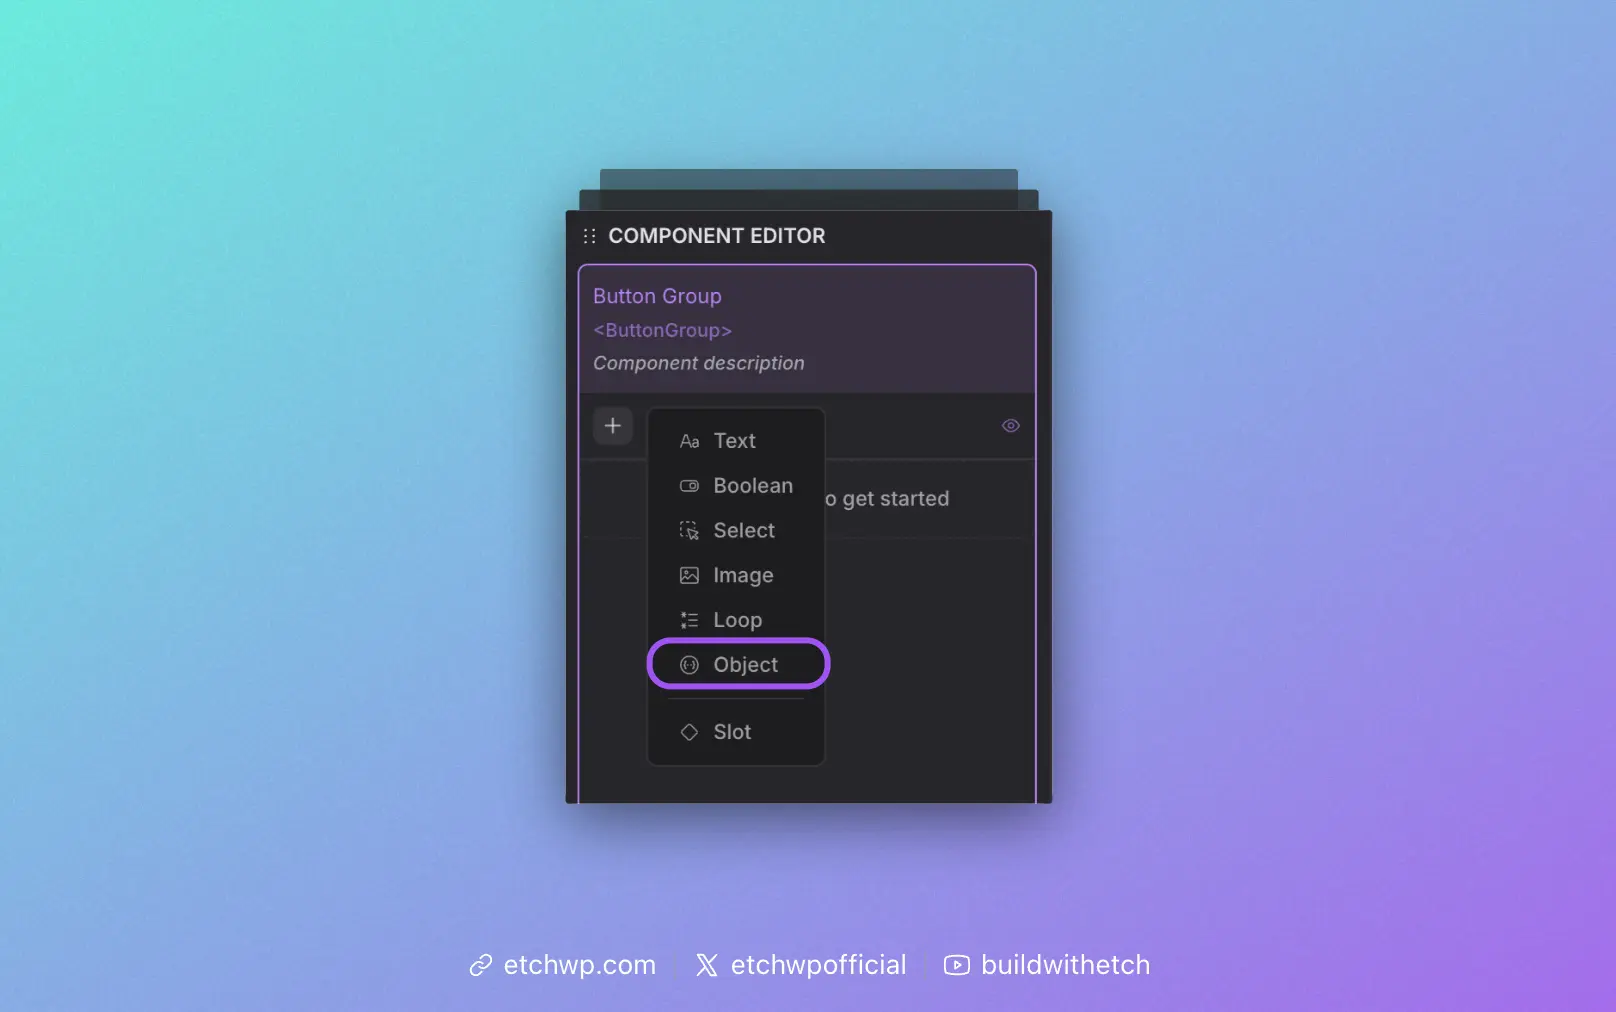 COMPONENT EDITOR
Button Group
<ButtonGroup>
Component description
Text
Boolean
o get started
Select
Image
Loop
Object
Slot
etchwp.com
etchwpofficial
buildwithetch